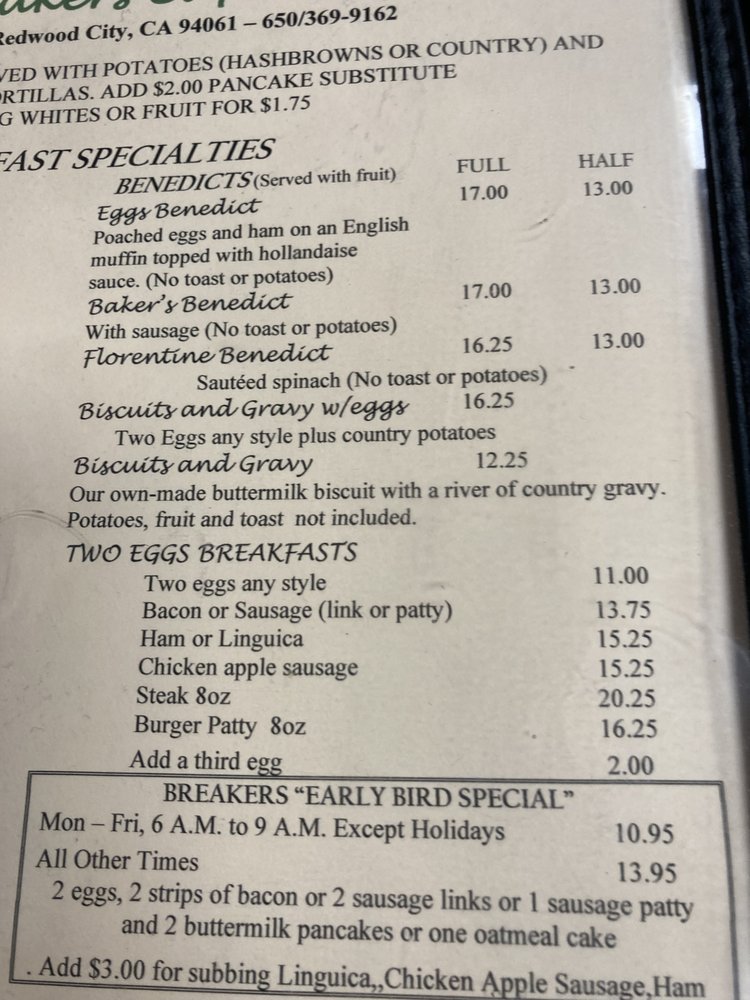 Redwood City, CA 94061 – 650/369-9162
VED WITH POTATOES (HASHBROWNS OR COUNTRY) AND
ORTILLAS. ADD $2.00 PANCAKE SUBSTITUTE
G WHITES OR FRUIT FOR $1.75
FAST SPECIALTIES
BENEDICTS (Served with fruit) FULL HALF
Eggs Benedict 17.00 13.00
Poached eggs and ham on an English
muffin topped with hollandaise
sauce. (No toast or potatoes)
Baker's Benedict 17.00 13.00
With sausage (No toast or potatoes)
Florentine Benedict 16.25 13.00
Sautéed spinach (No toast or potatoes)
Biscuits and Gravy w/eggs 16.25
Two Eggs any style plus country potatoes
Biscuits and Gravy 12.25
Our own-made buttermilk biscuit with a river of country gravy.
Potatoes, fruit and toast not included.
TWO EGGS BREAKFASTS
Two eggs any style 11.00
Bacon or Sausage (link or patty) 13.75
Ham or Linguica 15.25
Chicken apple sausage 15.25
Steak 8oz 20.25
Burger Patty 8oz 16.25
Add a third egg 2.00
BREAKERS “EARLY BIRD SPECIAL”
Mon – Fri, 6 A.M. to 9 A.M. Except Holidays 10.95
All Other Times 13.95
2 eggs, 2 strips of bacon or 2 sausage links or 1 sausage patty
and 2 buttermilk pancakes or one oatmeal cake
. Add $3.00 for subbing Linguica,,Chicken Apple Sausage,Ham